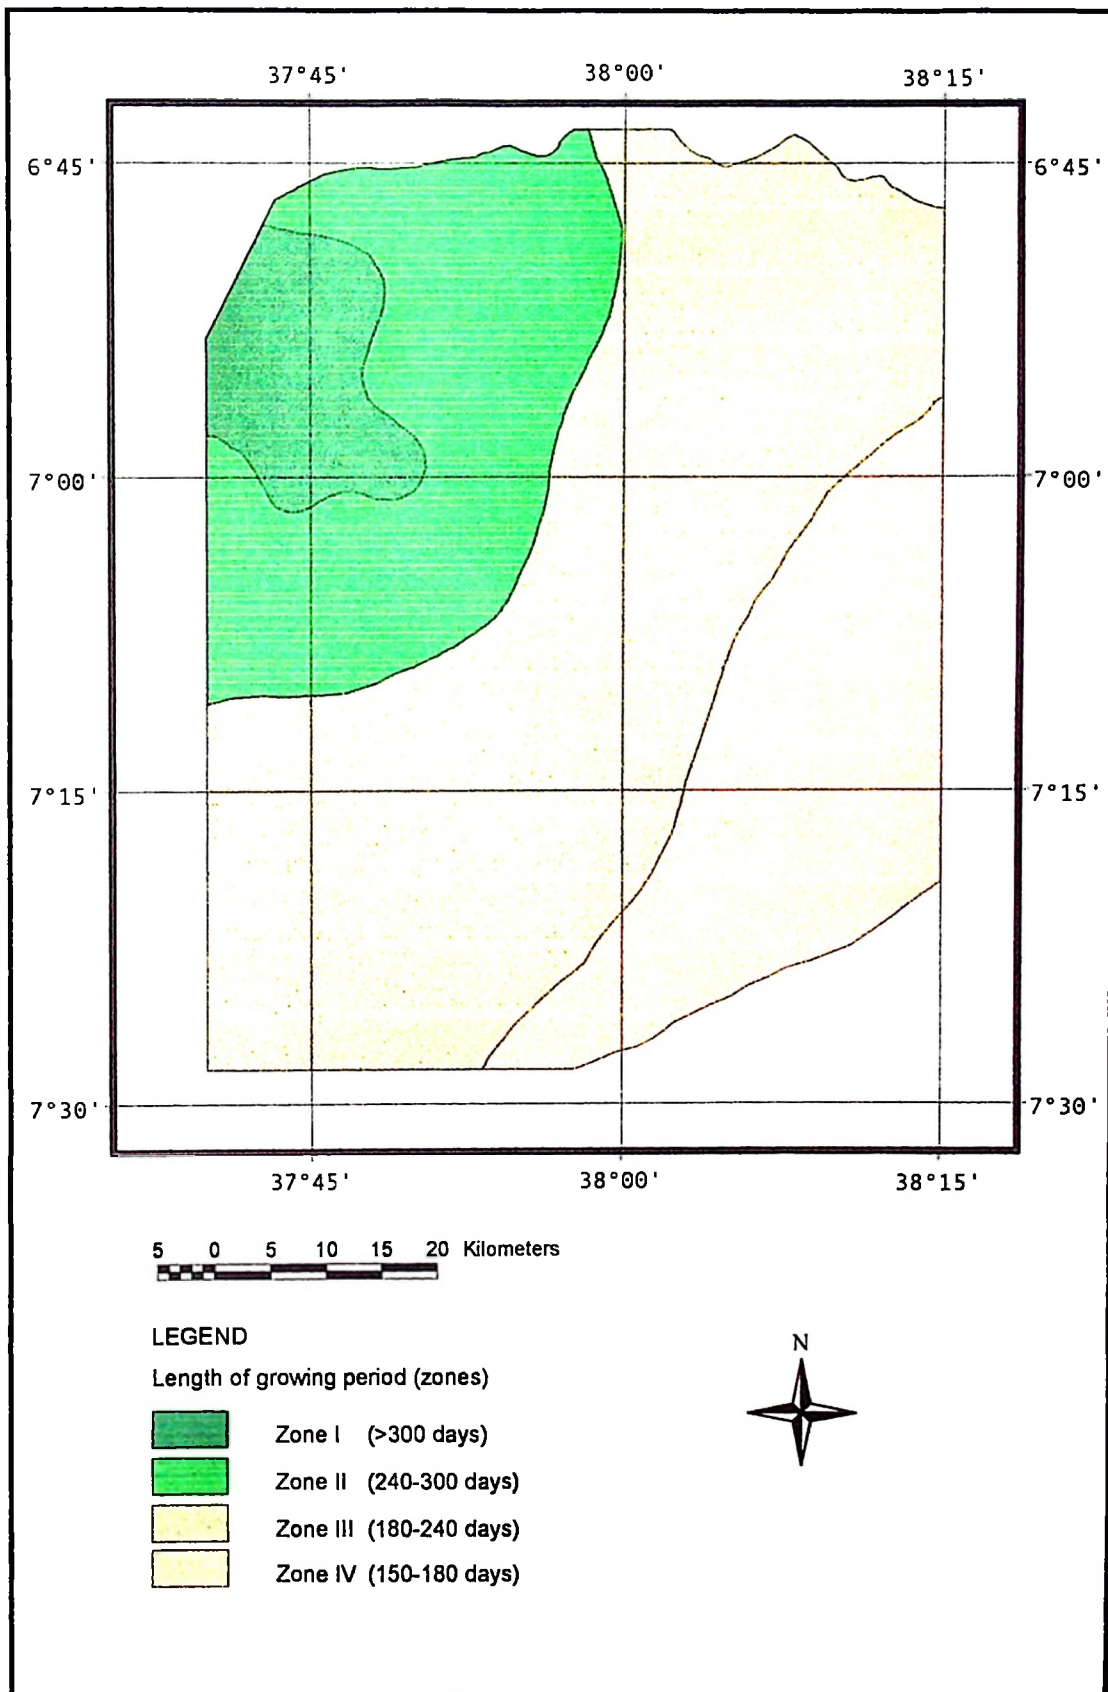 37°45' 38°00' 38°15'
6°45' 6°45'
7°00' 7°00'
7°15' 7°15'
7°30' 7°30'
37°45' 38°00' 38°15'
5 0 5 10 15 20 Kilometers
LEGEND
N
Length of growing period (zones)
Zone I (>300 days)
Zone II (240-300 days)
Zone III (180-240 days)
Zone IV (150-180 days)